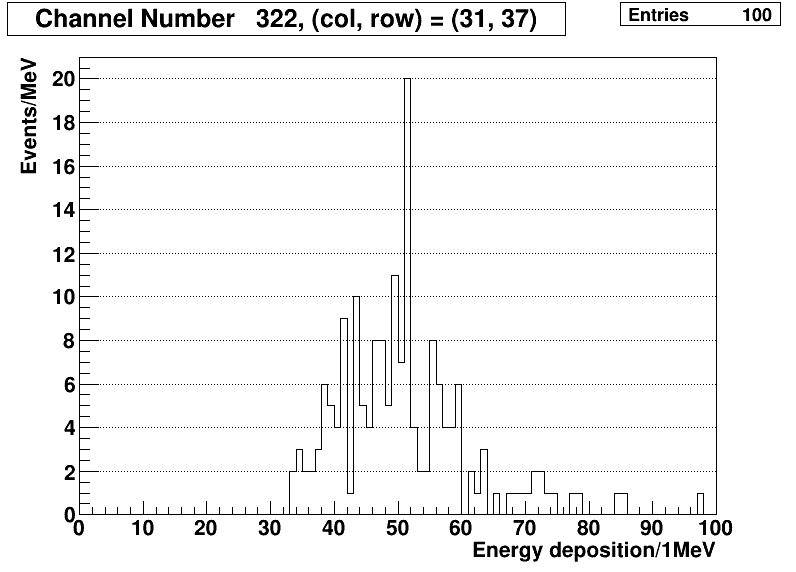 Channel Number 322, (col, row) = (31, 37)
Entries 100
Events/MeV
20
18
16
14
12
10
8
6
4
2
0
0 10 20 30 40 50 60 70 80 90 100
Energy deposition/1MeV